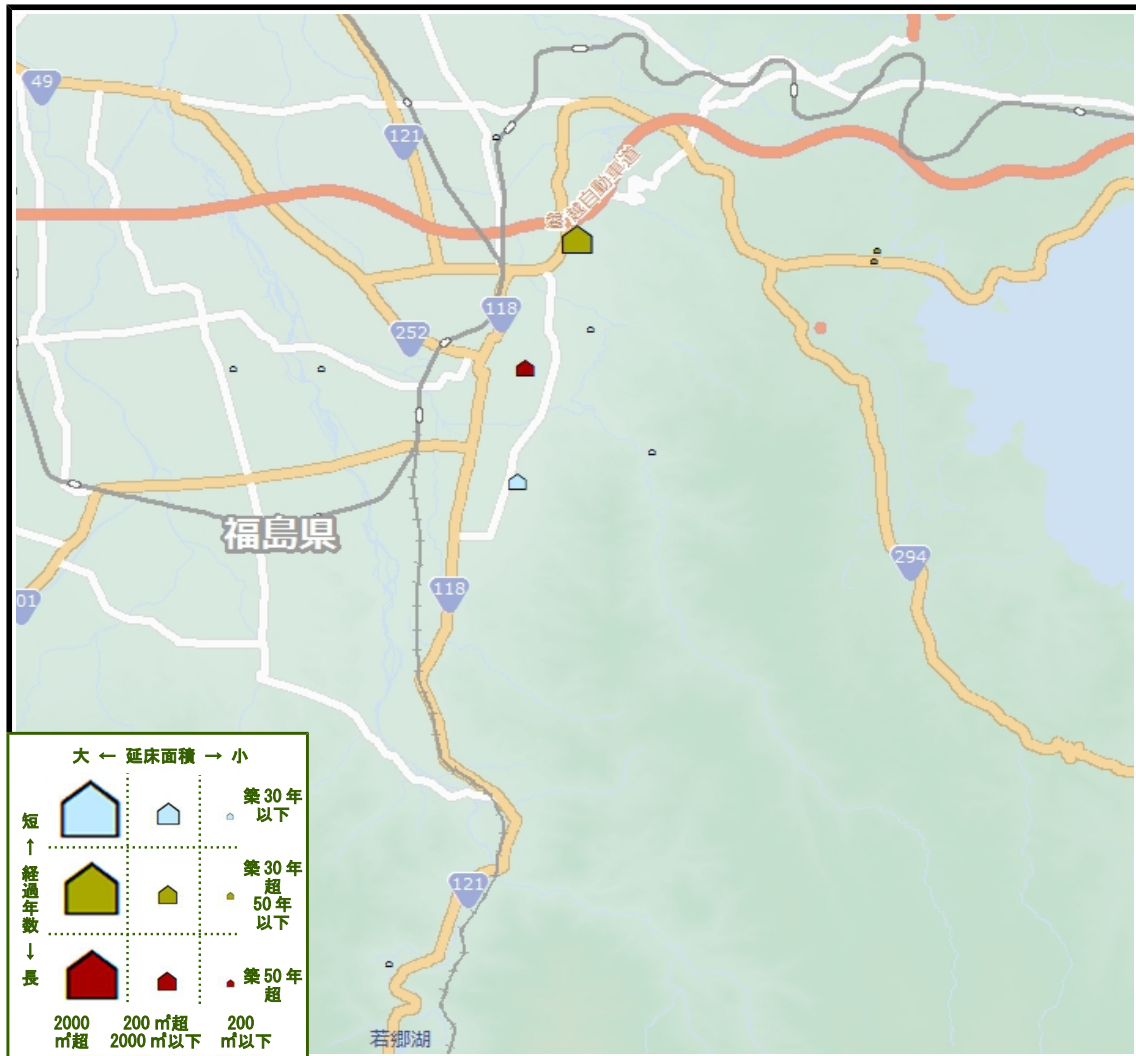 49
121
磐越自動車道
118
252
福島県
294
118
01
121
若郷湖
大 ← 延床面積 → 小
短 ↑ 経過年数 ↓ 長
築30年
以下
築30年
超
50年
以下
築50年
超
2000
㎡超
200㎡超
2000㎡以下
200
㎡以下